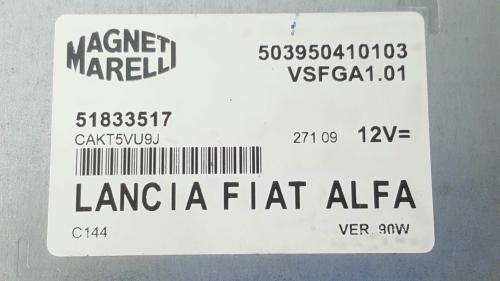 MAGNETI
MARELLI
503950410103
VSFGA1.01
51833517
CAKT5VU9J
271 09 12V=
LANCIA FIAT ALFA
C144 VER. 90W